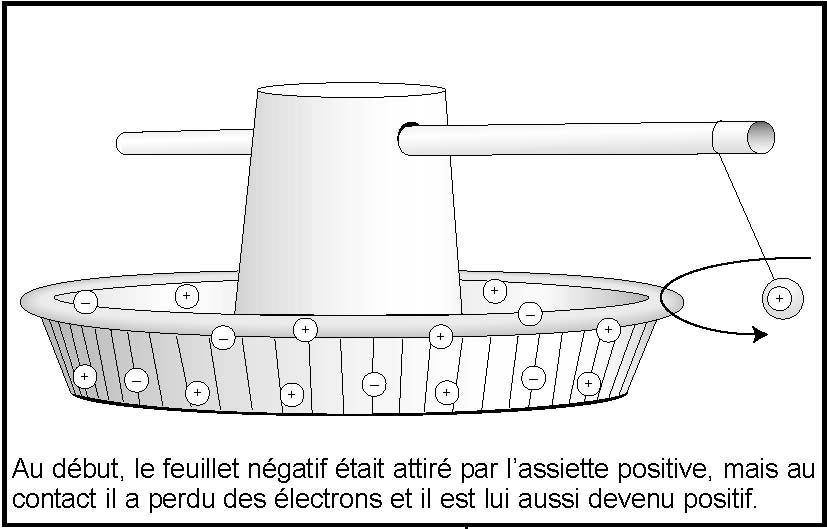 Au début, le feuillet négatif était attiré par l'assiette positive, mais au
contact il a perdu des électrons et il est lui aussi devenu positif.